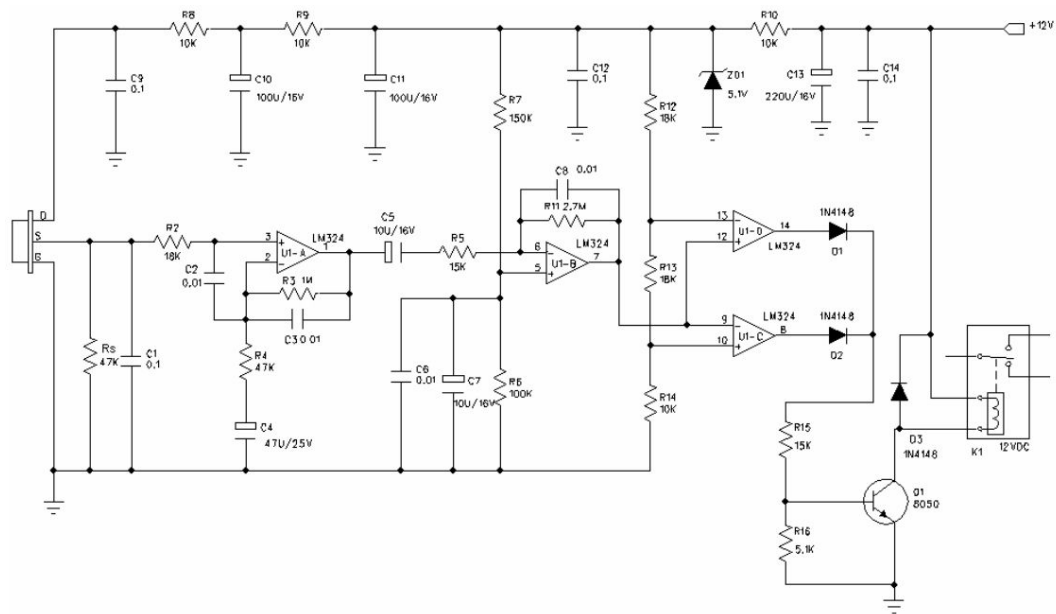 R8
10K
R9
10K
R10
10K
+12V
C9
0.1
C10
100U/16V
C11
100U/16V
C12
0.1
ZD1
5.1V
C13
220U/16V
C14
0.1
R7
150K
R12
18K
D
S
G
R2
18K
C2
0.01
3
+
2
-
U1-A
1
LM324
R3 1M
C3 0.01
C5
10U/16V
R5
15K
C8 0.01
R11 2.7M
6
-
5
+
U1-B
7
LM324
13
-
12
+
U1-D
14
LM324
1N4148
D1
R13
18K
9
-
10
+
U1-C
8
LM324
1N4148
D2
Rs
47K
C1
0.1
R4
47K
C4
47U/25V
C6
0.01
C7
10U/16V
R6
100K
R14
10K
R15
15K
R16
5.1K
D3
1N4148
K1
12VDC
Q1
8050